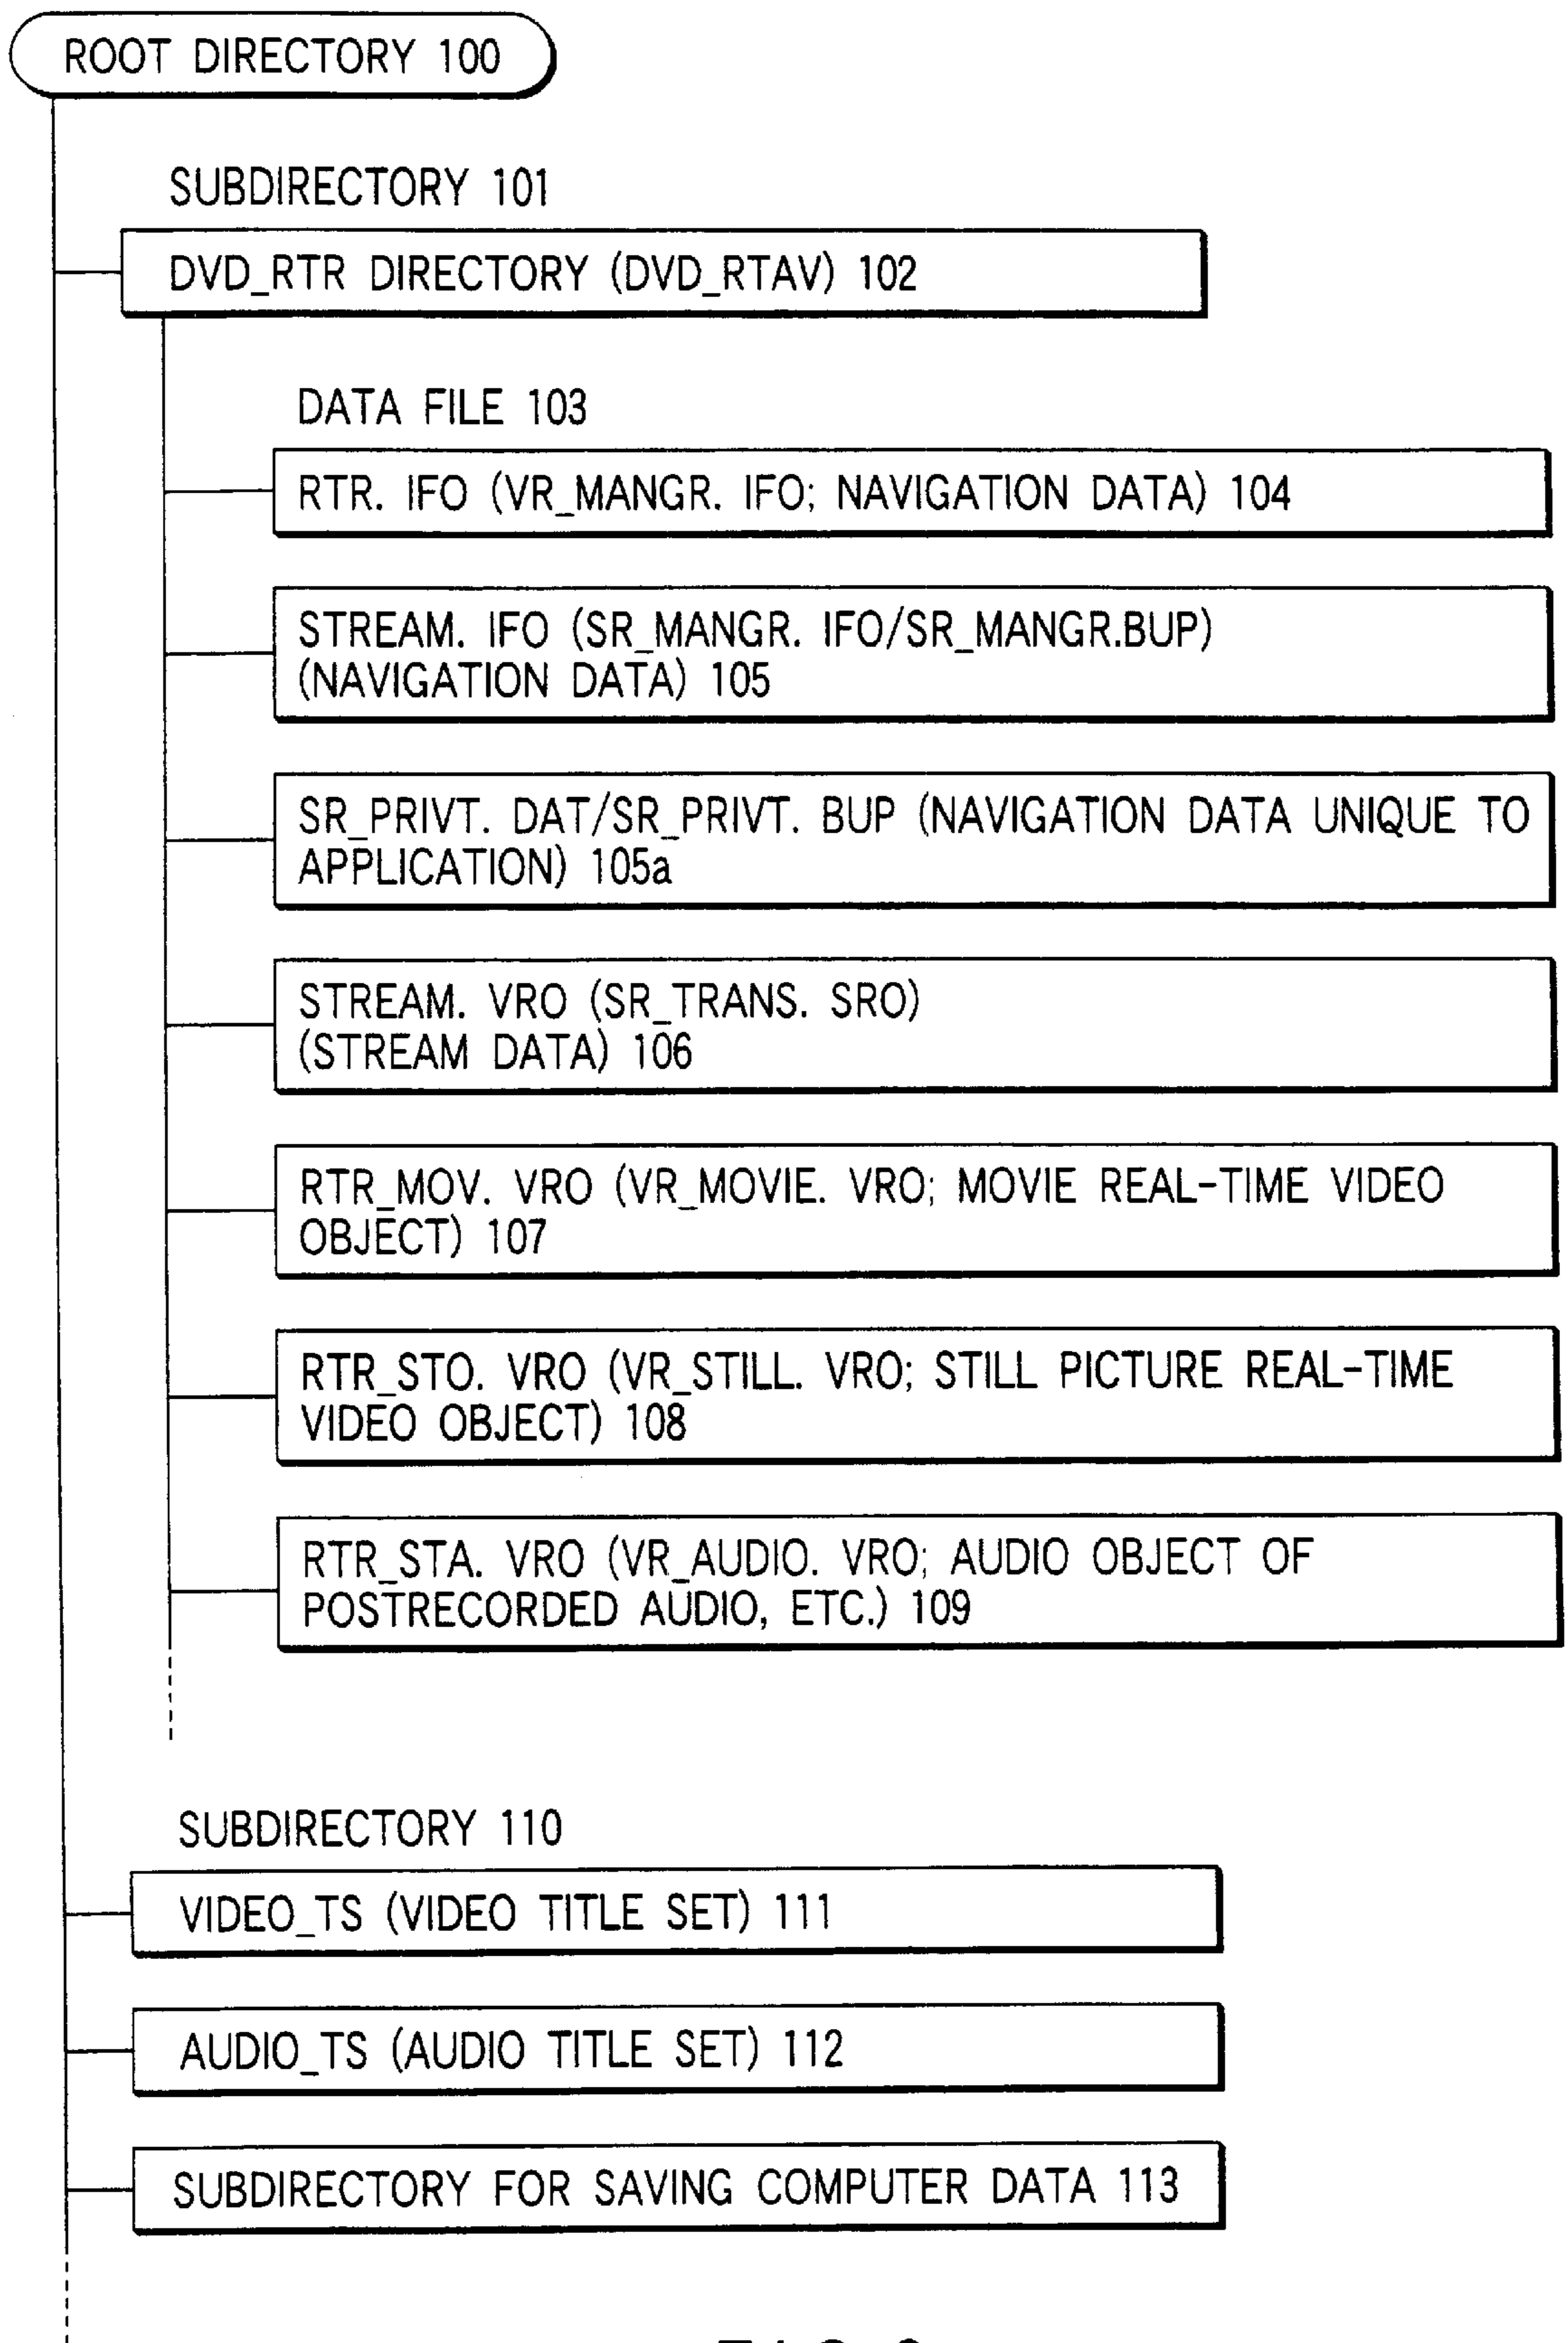 ROOT DIRECTORY 100
SUBDIRECTORY 101
DVD_RTR DIRECTORY (DVD_RTAV) 102
DATA FILE 103
RTR. IFO (VR_MANGR. IFO; NAVIGATION DATA) 104
STREAM. IFO (SR_MANGR. IFO/SR_MANGR.BUP)
(NAVIGATION DATA) 105
SR_PRIVT. DAT/SR_PRIVT. BUP (NAVIGATION DATA UNIQUE TO
APPLICATION) 105a
STREAM. VRO (SR_TRANS. SRO)
(STREAM DATA) 106
RTR_MOV. VRO (VR_MOVIE. VRO; MOVIE REAL-TIME VIDEO
OBJECT) 107
RTR_STO. VRO (VR_STILL. VRO; STILL PICTURE REAL-TIME
VIDEO OBJECT) 108
RTR_STA. VRO (VR_AUDIO. VRO; AUDIO OBJECT OF
POSTRECORDED AUDIO, ETC.) 109
SUBDIRECTORY 110
VIDEO_TS (VIDEO TITLE SET) 111
AUDIO_TS (AUDIO TITLE SET) 112
SUBDIRECTORY FOR SAVING COMPUTER DATA 113